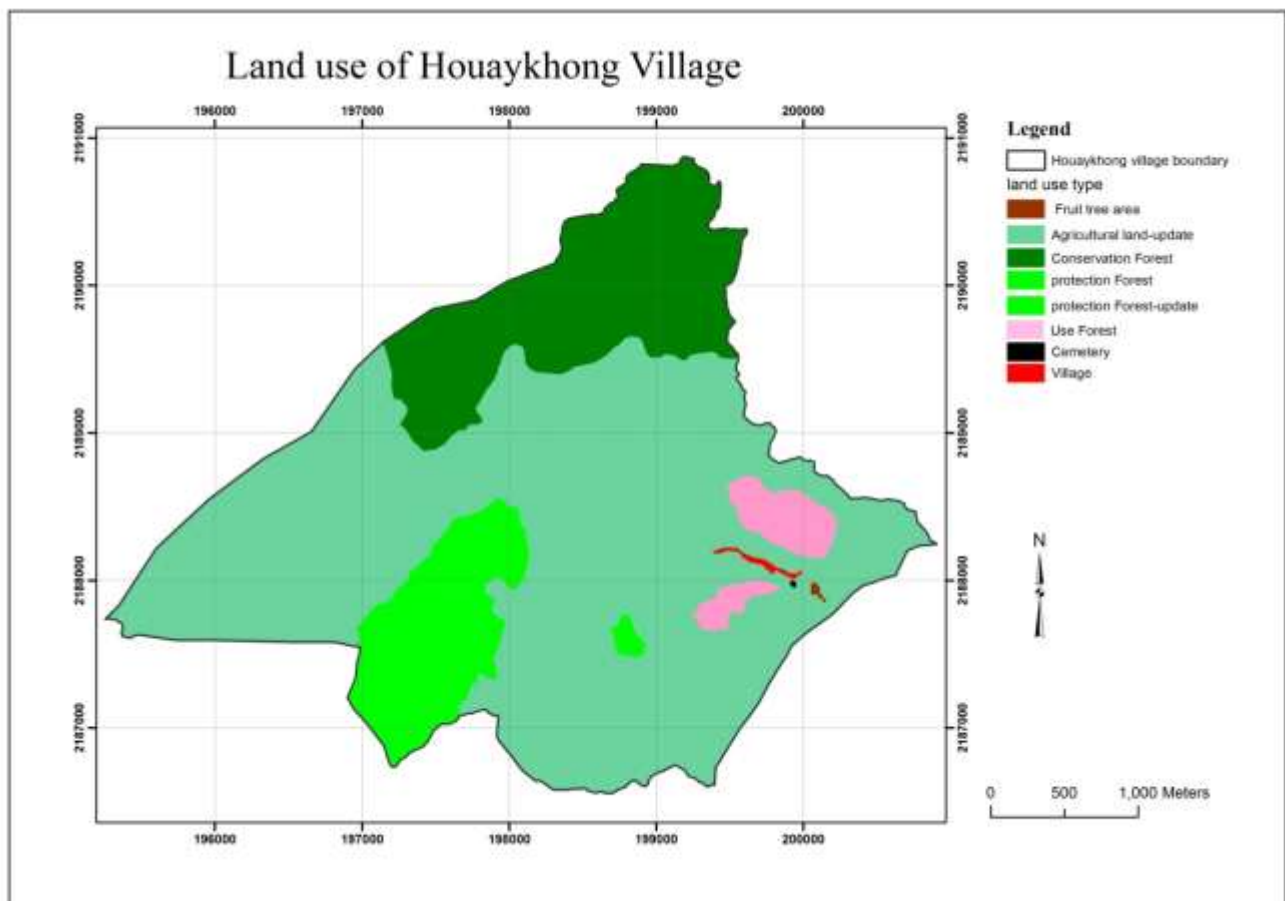 Land use of Houaykhong Village
196000 197000 198000 199000 200000
2191000 2191000
2190000 2190000
2189000 2189000
2188000 2188000
2187000 2187000
196000 197000 198000 199000 200000
Legend
Houaykhong village boundary
land use type
Fruit tree area
Agricultural land-update
Conservation Forest
protection Forest
protection Forest-update
Use Forest
Cemetery
Village
N
0 500 1,000 Meters